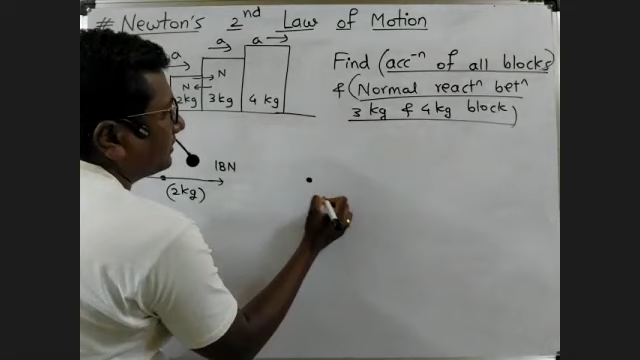 # Newton's 2nd Law of Motion
a a a
Find (acc⁻ⁿ of all blocks)
& (Normal reactⁿ betⁿ
3 kg & 4 kg block)
N
N
2kg 3kg 4 kg
18N
(2kg)